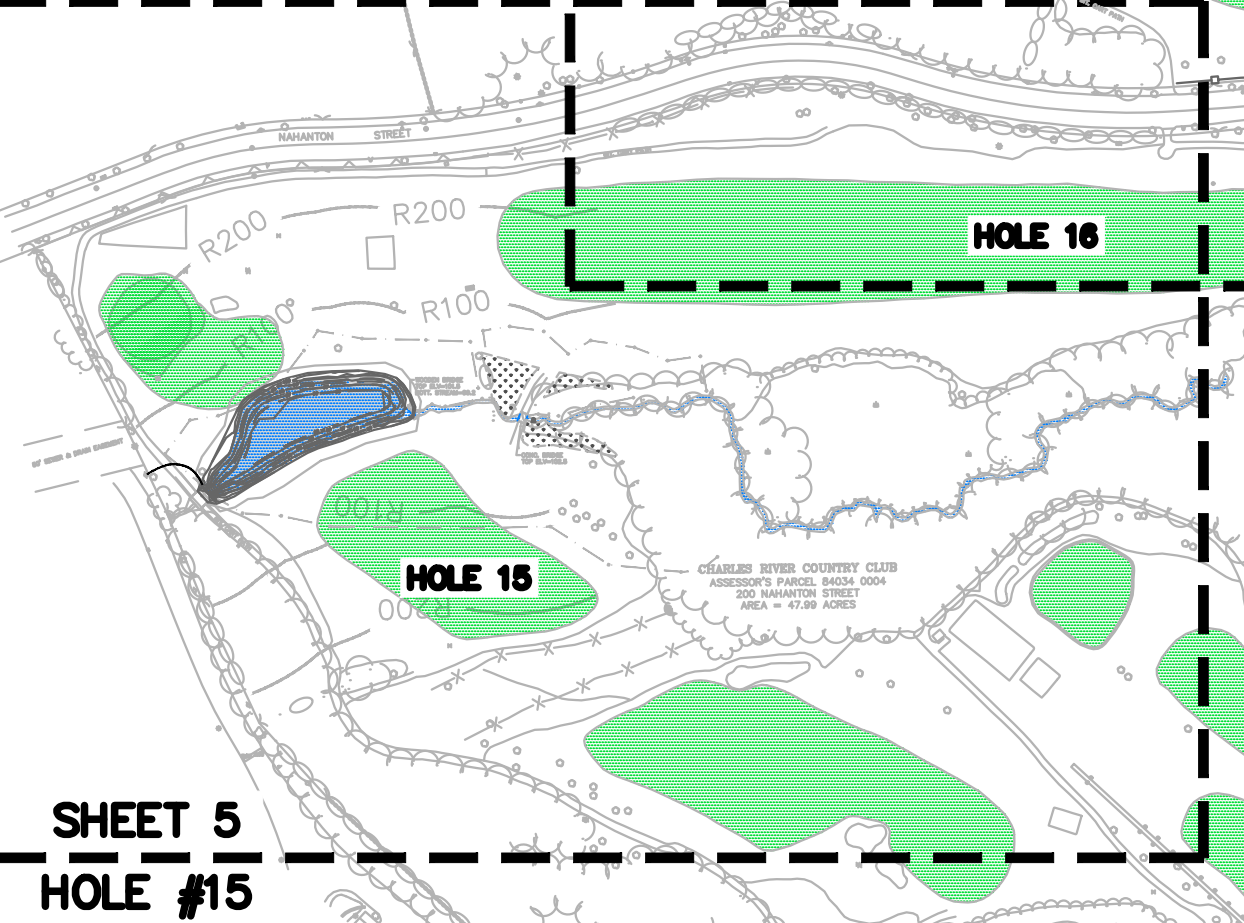 NAHANTON STREET
R200
R200
HOLE 16
R100
R100
R100
HOLE 15
R200
CHARLES RIVER COUNTRY CLUB
ASSESSOR'S PARCEL 84034 0004
200 NAHANTON STREET
AREA = 47.99 ACRES
SHEET 5
HOLE #15